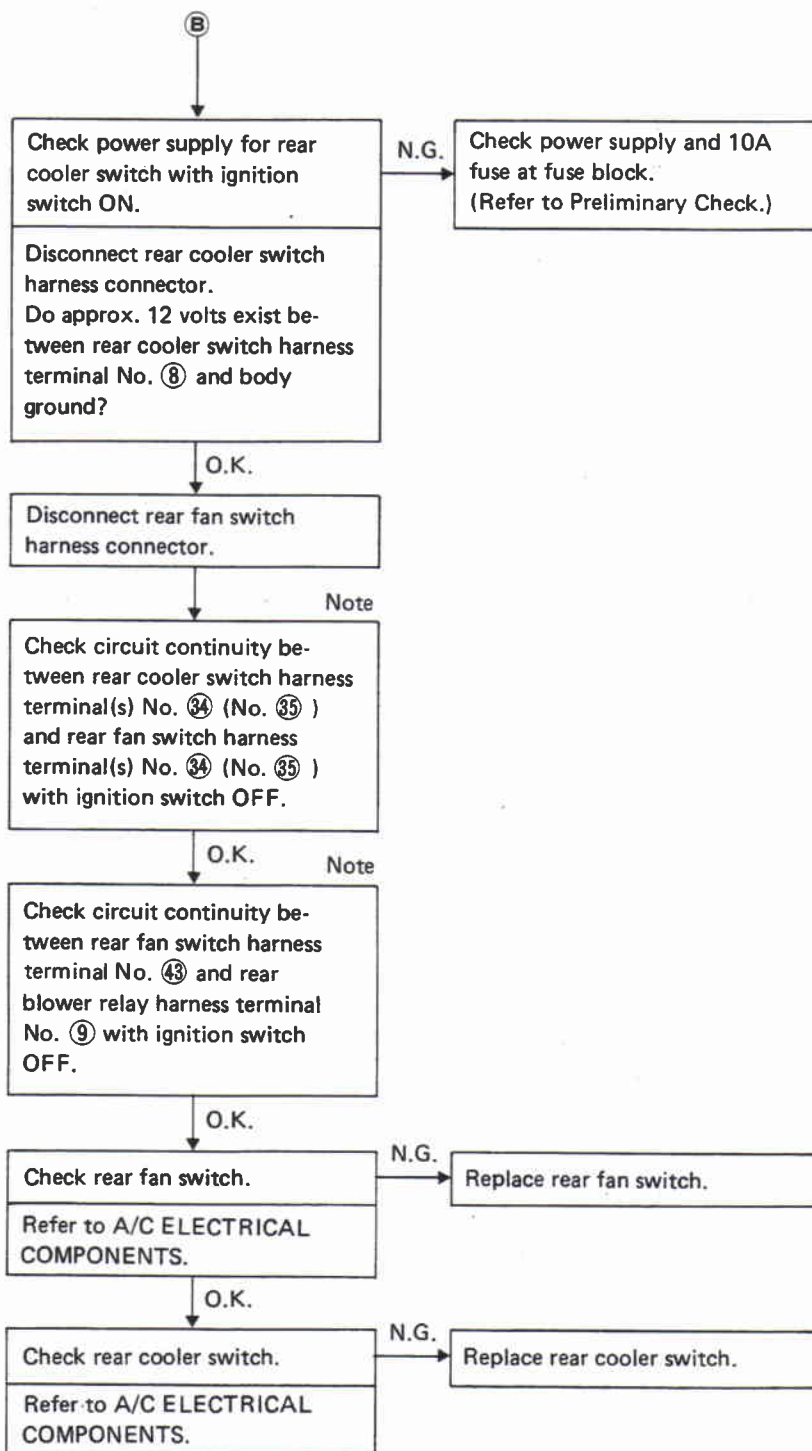 B
Check power supply for rear
cooler switch with ignition
switch ON.
N.G.
Check power supply and 10A
fuse at fuse block.
(Refer to Preliminary Check.)
Disconnect rear cooler switch
harness connector.
Do approx. 12 volts exist be-
tween rear cooler switch harness
terminal No. ⑧ and body
ground?
O.K.
Disconnect rear fan switch
harness connector.
Note
Check circuit continuity be-
tween rear cooler switch harness
terminal(s) No. ㉞ (No. ㉟ )
and rear fan switch harness
terminal(s) No. ㉞ (No. ㉟ )
with ignition switch OFF.
O.K.
Note
Check circuit continuity be-
tween rear fan switch harness
terminal No. ㊸ and rear
blower relay harness terminal
No. ⑨ with ignition switch
OFF.
O.K.
Check rear fan switch.
N.G.
Replace rear fan switch.
Refer to A/C ELECTRICAL
COMPONENTS.
O.K.
Check rear cooler switch.
N.G.
Replace rear cooler switch.
Refer to A/C ELECTRICAL
COMPONENTS.